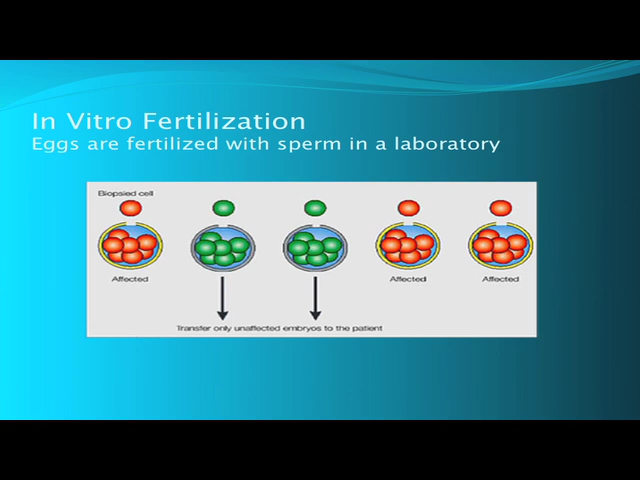 In Vitro Fertilization
Eggs are fertilized with sperm in a laboratory
Biopsied cell
Affected
Affected
Affected
Transfer only unaffected embryos to the patient